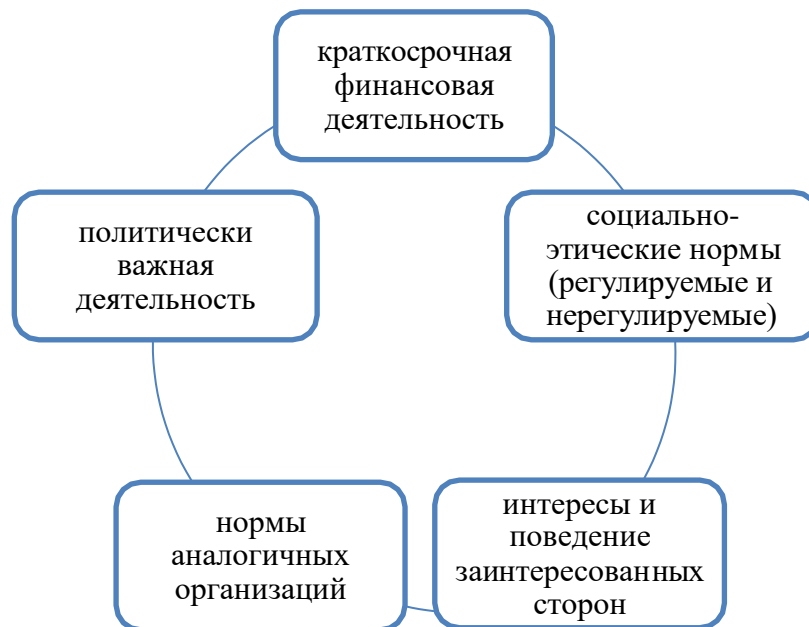 краткосрочная
финансовая
деятельность
социально-
этические нормы
(регулируемые и
нерегулируемые)
интересы и
поведение
заинтересованных
сторон
нормы
аналогичных
организаций
политически
важная
деятельность